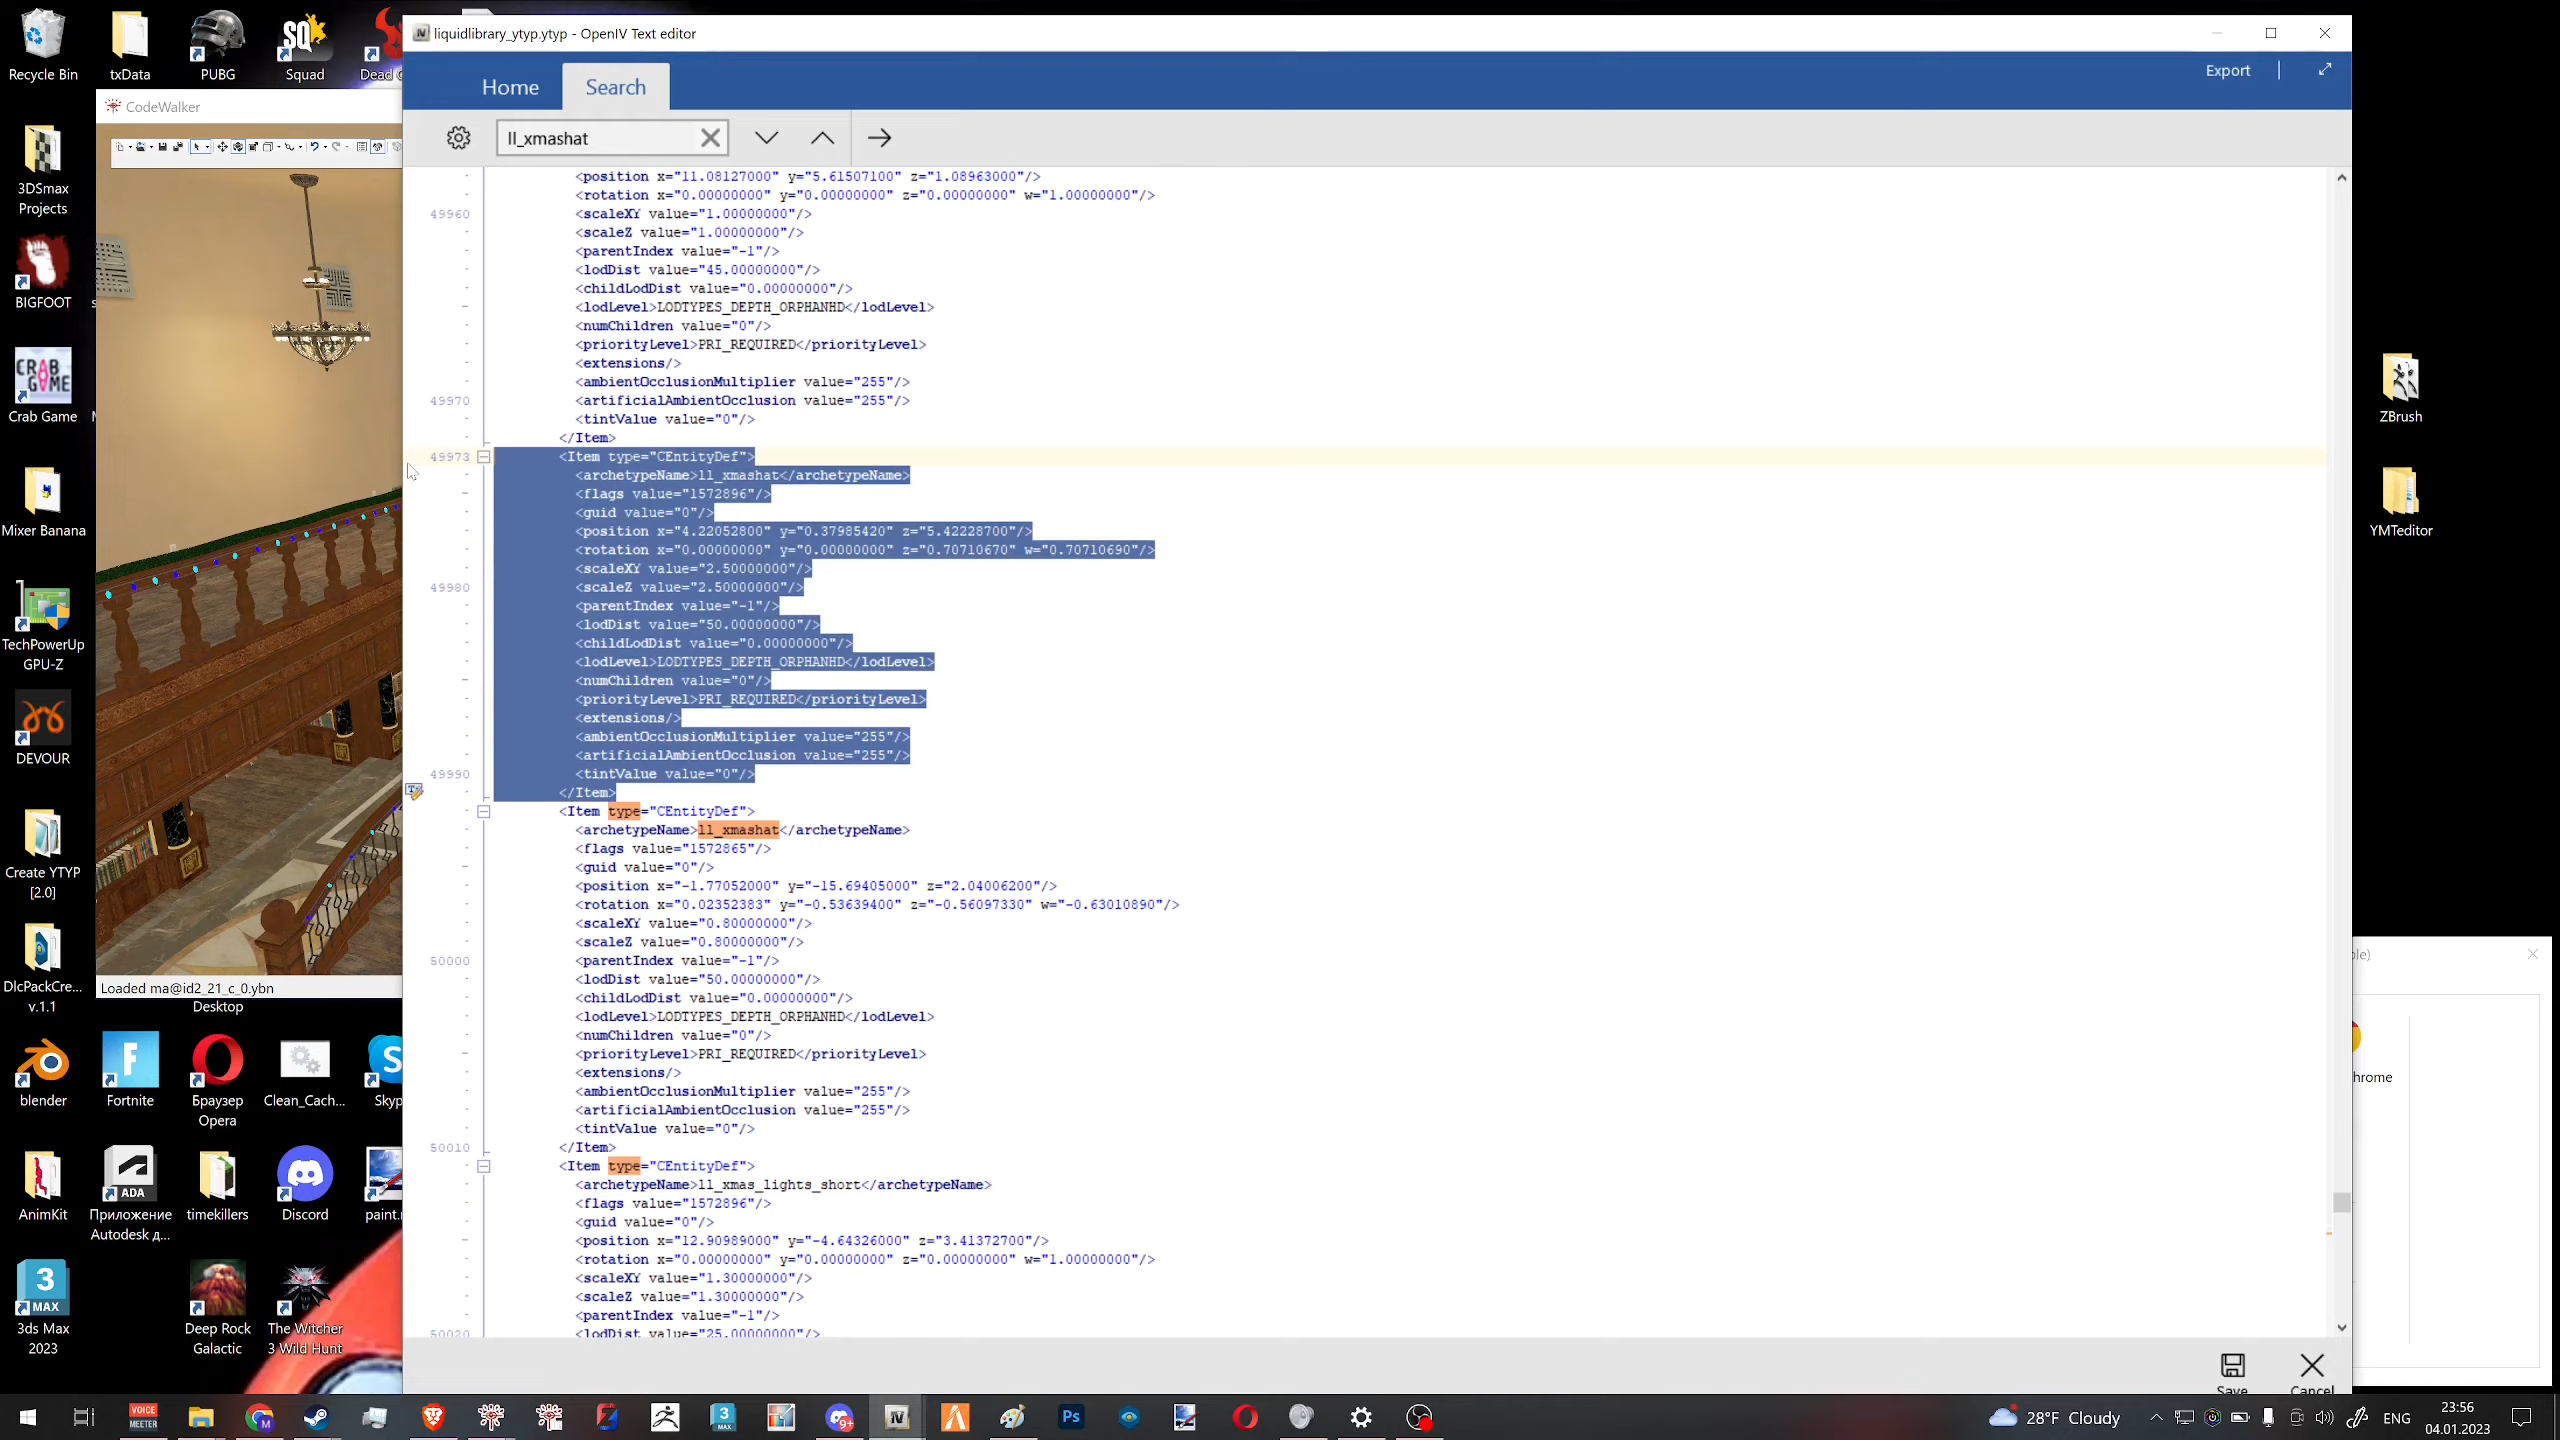 Recycle Bin
txData
PUBG
Squad
Dead
3DSmax
Projects
BIGFOOT
Crab Game
Mixer Banana
TechPowerUp
GPU-Z
DEVOUR
Create YTYP
[2.0]
DlcPackCre...
v.1.1
Desktop
blender
Fortnite
Браузер
Opera
Clean_Cach...
Skyp
AnimKit
Приложение
Autodesk д...
timekillers
Discord
paint.
3ds Max
2023
Deep Rock
Galactic
The Witcher
3 Wild Hunt
ZBrush
YMTeditor
CodeWalker
Loaded ma@id2_21_c_0.ybn
liquidlibrary_ytyp.ytyp - OpenIV Text editor
Home
Search
Export
ll_xmashat
<position x="11.08127000" y="5.61507100" z="1.08963000"/>
<rotation x="0.00000000" y="0.00000000" z="0.00000000" w="1.00000000"/>
49960 <scaleXY value="1.00000000"/>
<scaleZ value="1.00000000"/>
<parentIndex value="-1"/>
<lodDist value="45.00000000"/>
<childLodDist value="0.00000000"/>
<lodLevel>LODTYPES_DEPTH_ORPHANHD</lodLevel>
<numChildren value="0"/>
<priorityLevel>PRI_REQUIRED</priorityLevel>
<extensions/>
<ambientOcclusionMultiplier value="255"/>
49970 <artificialAmbientOcclusion value="255"/>
<tintValue value="0"/>
</Item>
49973 <Item type="CEntityDef">
<archetypeName>ll_xmashat</archetypeName>
<flags value="1572896"/>
<guid value="0"/>
<position x="4.22052800" y="0.37985420" z="5.42228700"/>
<rotation x="0.00000000" y="0.00000000" z="0.70710670" w="0.70710690"/>
<scaleXY value="2.50000000"/>
49980 <scaleZ value="2.50000000"/>
<parentIndex value="-1"/>
<lodDist value="50.00000000"/>
<childLodDist value="0.00000000"/>
<lodLevel>LODTYPES_DEPTH_ORPHANHD</lodLevel>
<numChildren value="0"/>
<priorityLevel>PRI_REQUIRED</priorityLevel>
<extensions/>
<ambientOcclusionMultiplier value="255"/>
<artificialAmbientOcclusion value="255"/>
49990 <tintValue value="0"/>
</Item>
<Item type="CEntityDef">
<archetypeName>ll_xmashat</archetypeName>
<flags value="1572865"/>
<guid value="0"/>
<position x="-1.77052000" y="-15.69405000" z="2.04006200"/>
<rotation x="0.02352383" y="-0.53639400" z="-0.56097330" w="-0.63010890"/>
<scaleXY value="0.80000000"/>
<scaleZ value="0.80000000"/>
50000 <parentIndex value="-1"/>
<lodDist value="50.00000000"/>
<childLodDist value="0.00000000"/>
<lodLevel>LODTYPES_DEPTH_ORPHANHD</lodLevel>
<numChildren value="0"/>
<priorityLevel>PRI_REQUIRED</priorityLevel>
<extensions/>
<ambientOcclusionMultiplier value="255"/>
<artificialAmbientOcclusion value="255"/>
<tintValue value="0"/>
50010 </Item>
<Item type="CEntityDef">
<archetypeName>ll_xmas_lights_short</archetypeName>
<flags value="1572896"/>
<guid value="0"/>
<position x="12.90989000" y="-4.64326000" z="3.41372700"/>
<rotation x="0.00000000" y="0.00000000" z="0.00000000" w="1.00000000"/>
<scaleXY value="1.30000000"/>
<scaleZ value="1.30000000"/>
<parentIndex value="-1"/>
50020 <lodDist value="25.00000000"/>
Save
Cancel
hrome
28°F Cloudy
ENG
23:56
04.01.2023